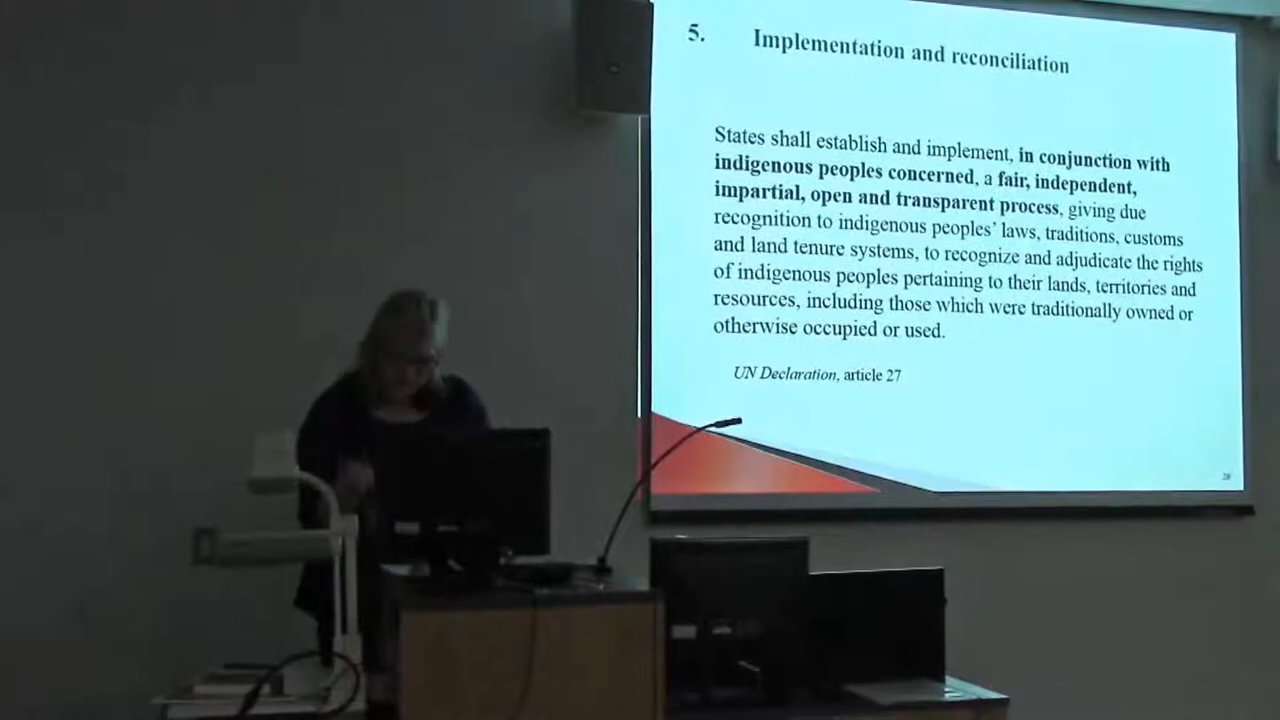 5. Implementation and reconciliation
States shall establish and implement, in conjunction with
indigenous peoples concerned, a fair, independent,
impartial, open and transparent process, giving due
recognition to indigenous peoples' laws, traditions, customs
and land tenure systems, to recognize and adjudicate the rights
of indigenous peoples pertaining to their lands, territories and
resources, including those which were traditionally owned or
otherwise occupied or used.
UN Declaration, article 27